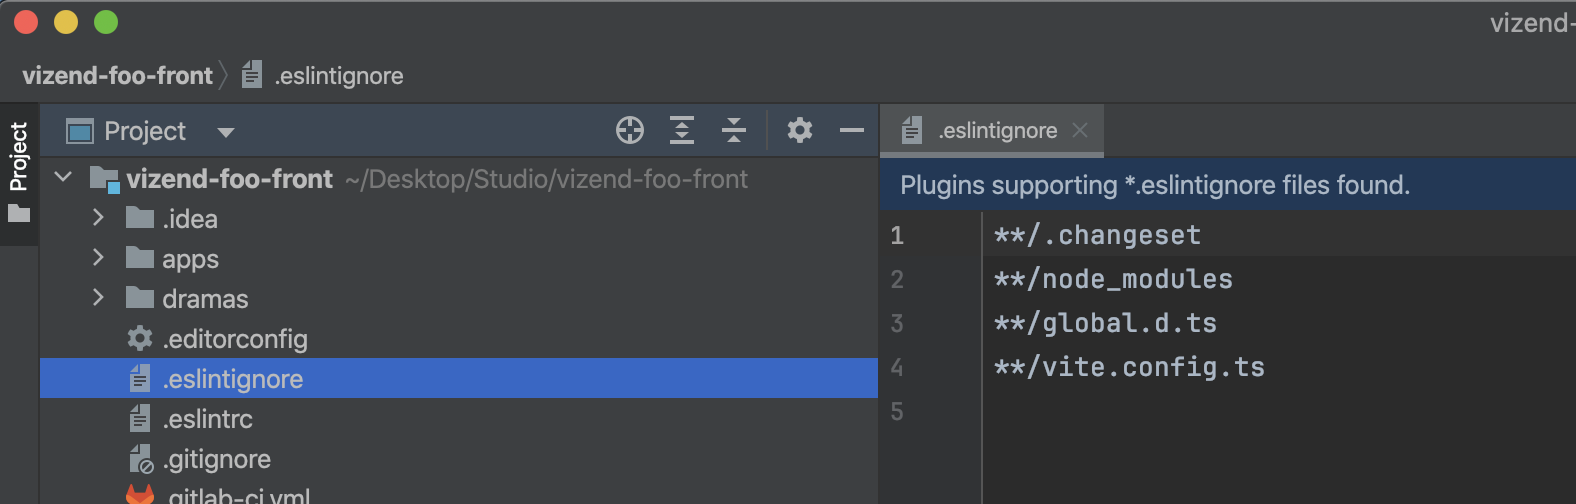 vizend-
vizend-foo-front .eslintignore
Project
Project
.eslintignore
vizend-foo-front ~/Desktop/Studio/vizend-foo-front
.idea
apps
dramas
.editorconfig
.eslintignore
.eslintrc
.gitignore
.gitlab-ci.yml
Plugins supporting *.eslintignore files found.
1 **/.changeset
2 **/node_modules
3 **/global.d.ts
4 **/vite.config.ts
5